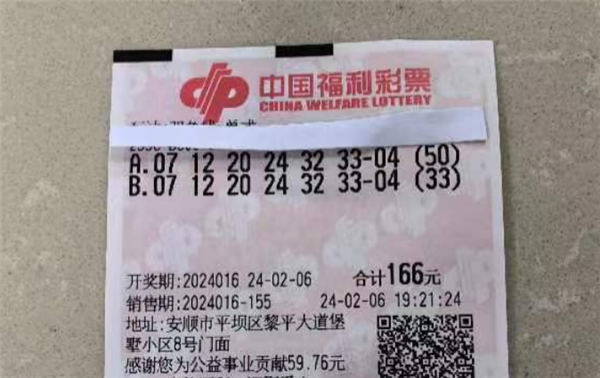 中国福利彩票
CHINA WELFARE LOTTERY
A.07 12 20 24 32 33-04 (50)
B.07 12 20 24 32 33-04 (33)
开奖期:2024016 24-02-06 合计166元
销售期:2024016-155 24-02-06 19:21:24
地址:安顺市平坝区黎平大道堡
墅小区8号门面
感谢您为公益事业贡献59.76元